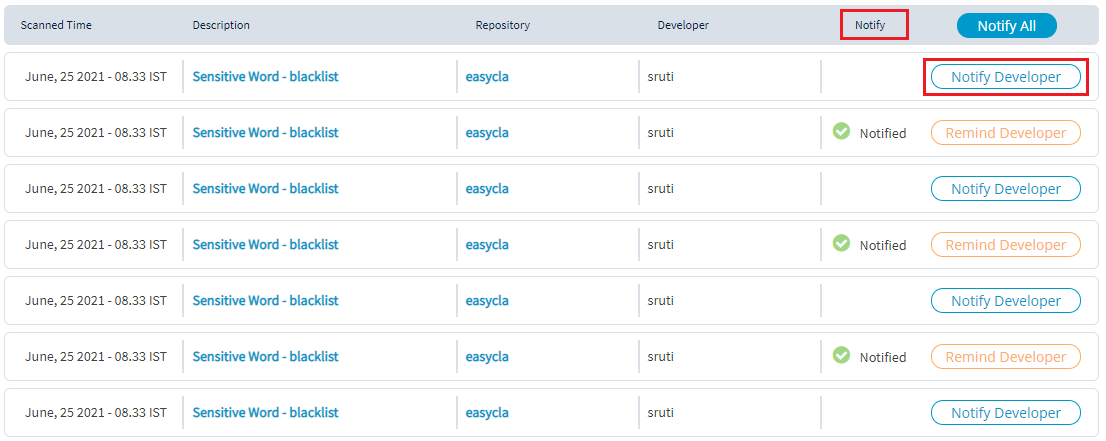 Scanned Time Description Repository Developer Notify Notify All
June, 25 2021 - 08.33 IST Sensitive Word - blacklist easycla sruti Notify Developer
June, 25 2021 - 08.33 IST Sensitive Word - blacklist easycla sruti Notified Remind Developer
June, 25 2021 - 08.33 IST Sensitive Word - blacklist easycla sruti Notify Developer
June, 25 2021 - 08.33 IST Sensitive Word - blacklist easycla sruti Notified Remind Developer
June, 25 2021 - 08.33 IST Sensitive Word - blacklist easycla sruti Notify Developer
June, 25 2021 - 08.33 IST Sensitive Word - blacklist easycla sruti Notified Remind Developer
June, 25 2021 - 08.33 IST Sensitive Word - blacklist easycla sruti Notify Developer